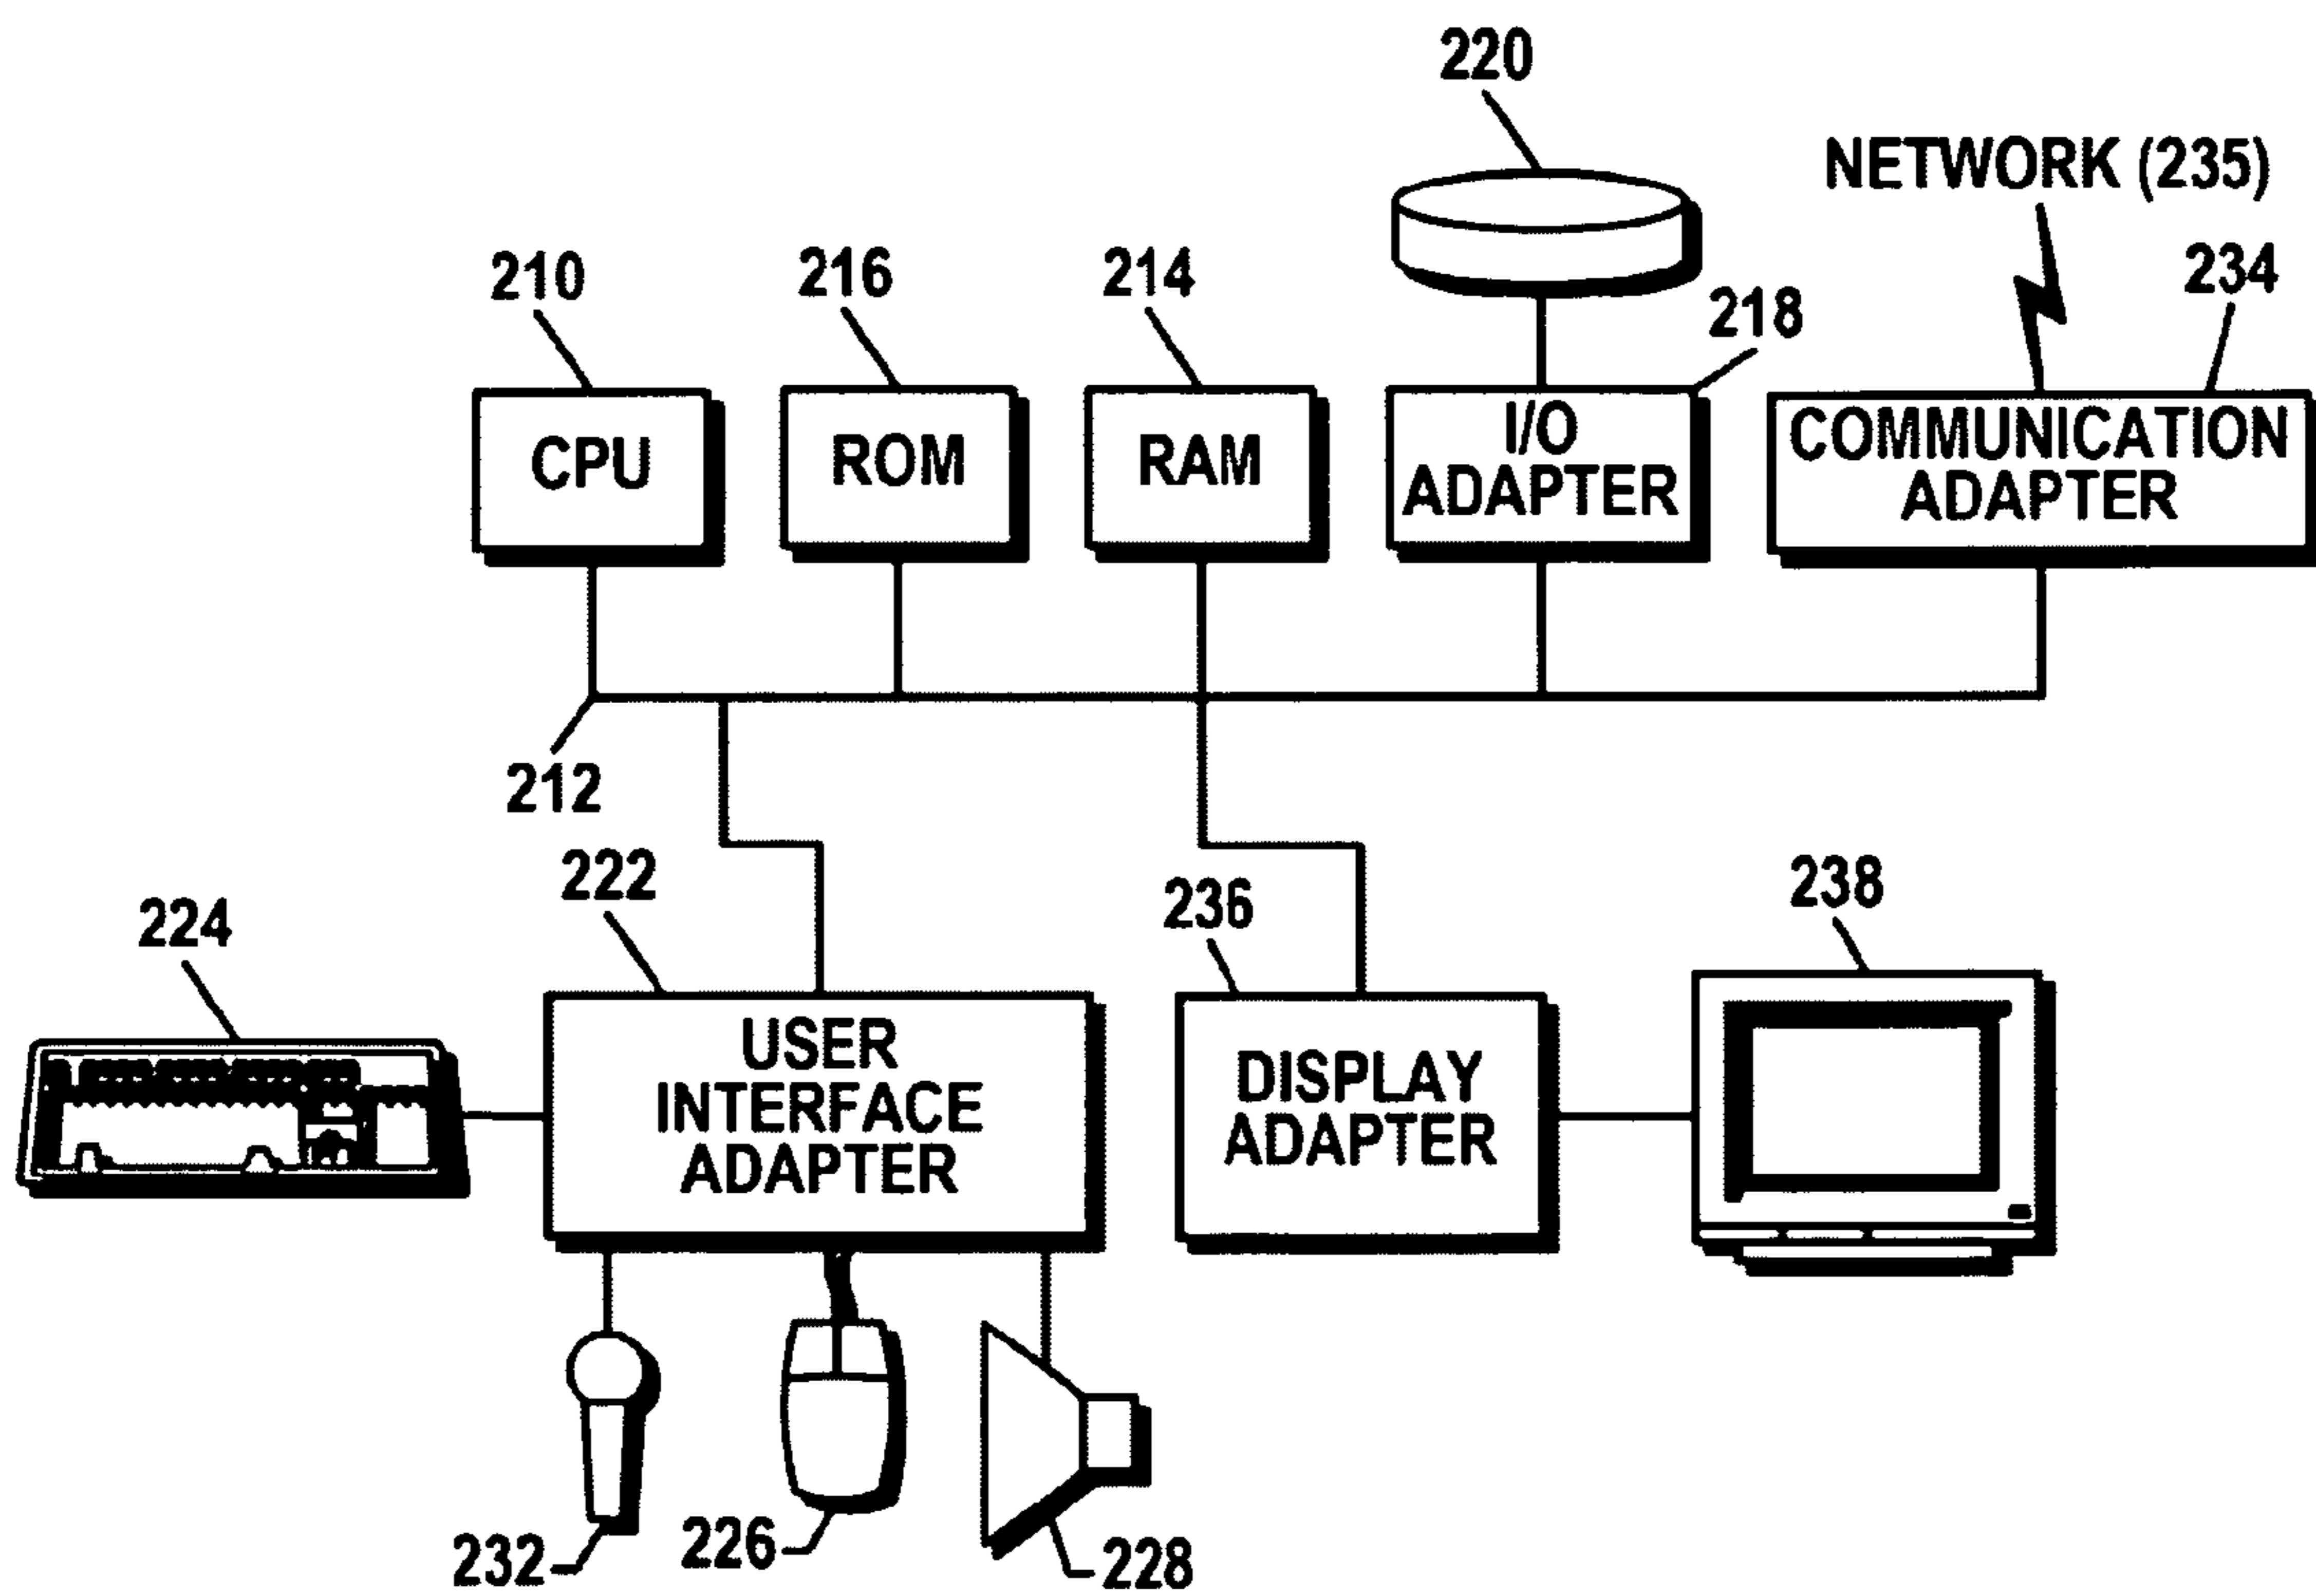 220
NETWORK (235)
210
216
214
218
234
CPU
ROM
RAM
I/O
ADAPTER
COMMUNICATION
ADAPTER
212
222
224
236
238
USER
INTERFACE
ADAPTER
DISPLAY
ADAPTER
232
226
228